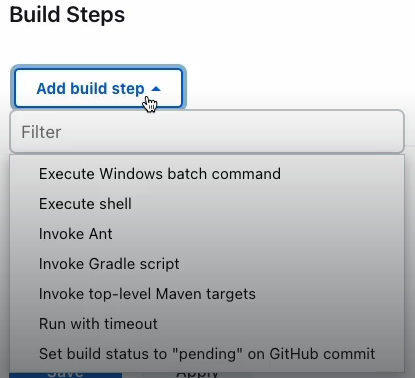 Build Steps
Add build step
Filter
Execute Windows batch command
Execute shell
Invoke Ant
Invoke Gradle script
Invoke top-level Maven targets
Run with timeout
Set build status to "pending" on GitHub commit
Save Apply